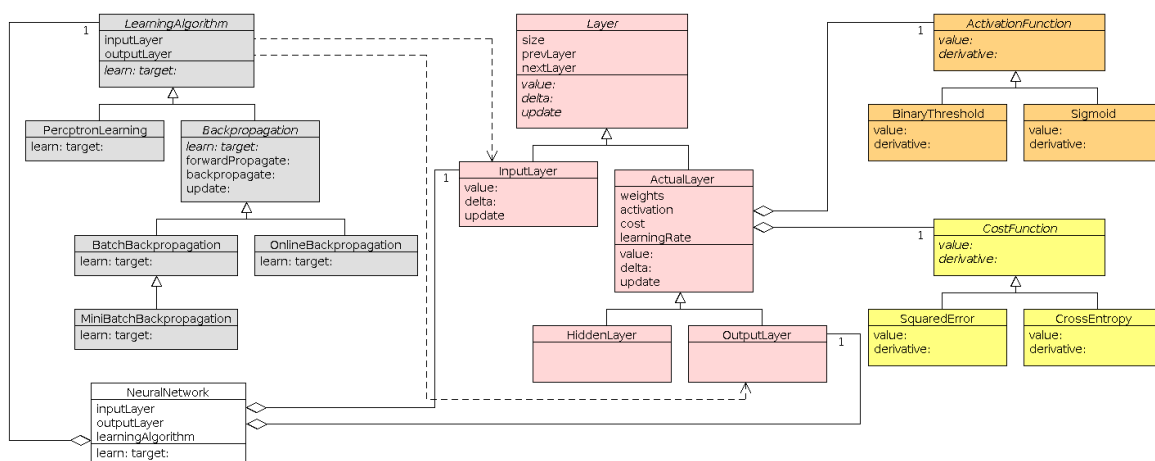 LearningAlgorithm
inputLayer
outputLayer
learn: target:
1
PercptronLearning
learn: target:
Backpropagation
learn: target:
forwardPropagate:
backpropagate:
update:
BatchBackpropagation
learn: target:
OnlineBackpropagation
learn: target:
MiniBatchBackpropagation
learn: target:
NeuralNetwork
inputLayer
outputLayer
learningAlgorithm
learn: target:
Layer
size
prevLayer
nextLayer
value:
delta:
update
1
InputLayer
value:
delta:
update
ActualLayer
weights
activation
cost
learningRate
value:
delta:
update
HiddenLayer
OutputLayer
1
1
ActivationFunction
value:
derivative:
BinaryThreshold
value:
derivative:
Sigmoid
value:
derivative:
1
CostFunction
value:
derivative:
SquaredError
value:
derivative:
CrossEntropy
value:
derivative: